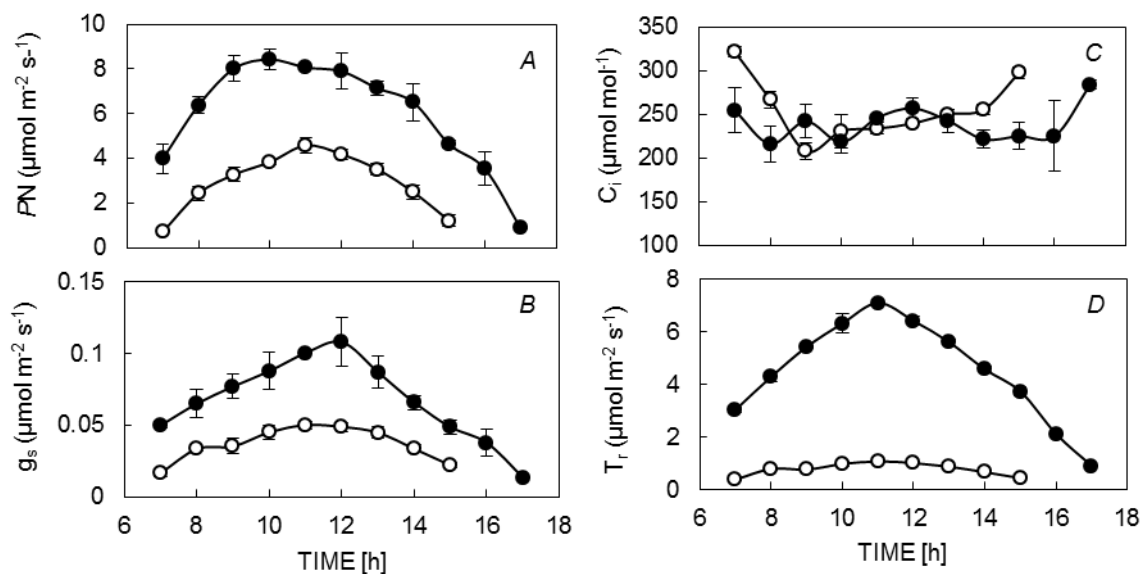 10
8
6
4
2
0
PN (µmol m-2 s-1)
A
350
300
250
200
150
100
Ci (µmol mol-1)
C
0.15
0.1
0.05
0
gs (µmol m-2 s-1)
B
6 8 10 12 14 16 18
TIME [h]
8
6
4
2
0
Tr (µmol m-2 s-1)
D
6 8 10 12 14 16 18
TIME [h]